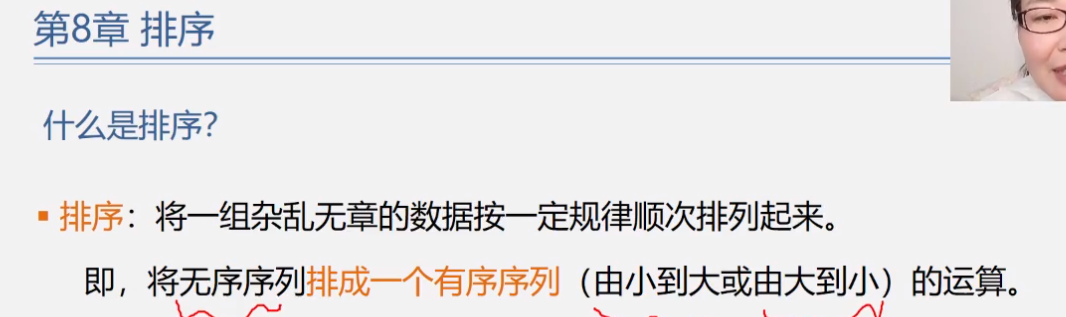 第8章 排序
什么是排序?
▪ 排序：将一组杂乱无章的数据按一定规律顺次排列起来。
即，将无序序列排成一个有序序列（由小到大或由大到小）的运算。